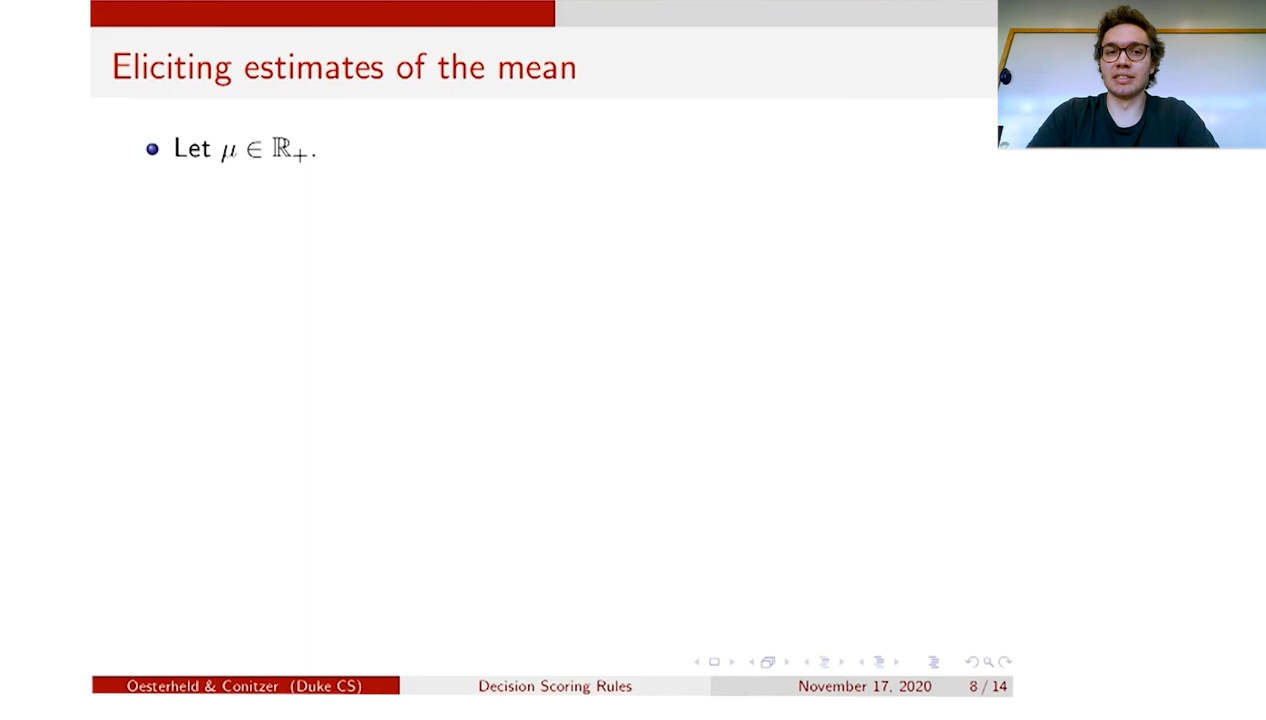 Eliciting estimates of the mean
Let μ ∈ ℝ₊.
Oesterheld & Conitzer (Duke CS)
Decision Scoring Rules
November 17, 2020
8 / 14